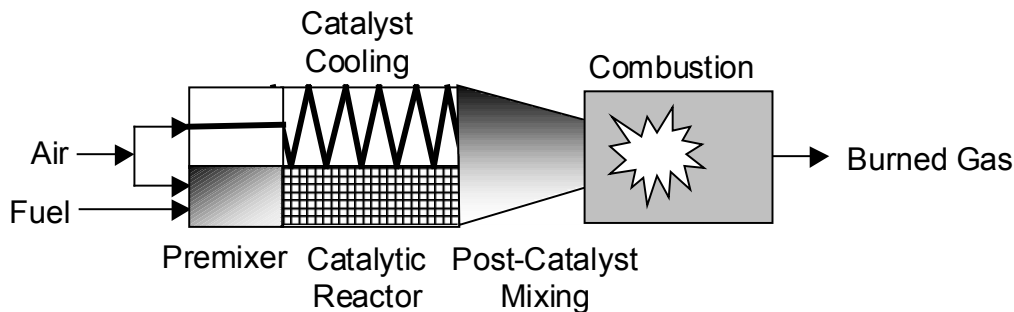 Catalyst
Cooling
Combustion
Air
Burned Gas
Fuel
Premixer
Catalytic
Reactor
Post-Catalyst
Mixing